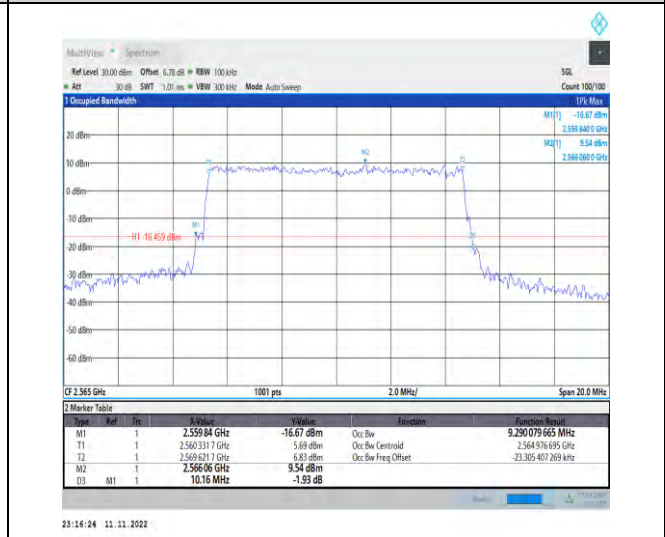 MultiView Spectrum
Ref Level 30.00 dBm Offset 6.78 dB RBW 100 kHz SGL
Att 30 dB SWT 1.01 ms VBW 300 kHz Mode Auto Sweep Count 100/100
1 Occupied Bandwidth 1Pk Max
M1[1] -16.67 dBm
2.559 840 0 GHz
M2[1] 9.54 dBm
2.566 060 0 GHz
20 dBm
10 dBm
0 dBm
-10 dBm
-20 dBm
-30 dBm
-40 dBm
-50 dBm
-60 dBm
H1 -16.459 dBm
M1
T1
M2
T2
D3
CF 2.565 GHz 1001 pts 2.0 MHz/ Span 20.0 MHz
2 Marker Table
Type Ref Trc X-Value Y-Value Function Function Result
M1 1 2.559 84 GHz -16.67 dBm Occ Bw 9.290 079 665 MHz
T1 1 2.560 331 7 GHz 5.69 dBm Occ Bw Centroid 2.564 976 695 GHz
T2 1 2.569 621 7 GHz 6.83 dBm Occ Bw Freq Offset -23.305 407 269 kHz
M2 1 2.566 06 GHz 9.54 dBm
D3 M1 1 10.16 MHz -1.93 dB
23:16:24 11.11.2022